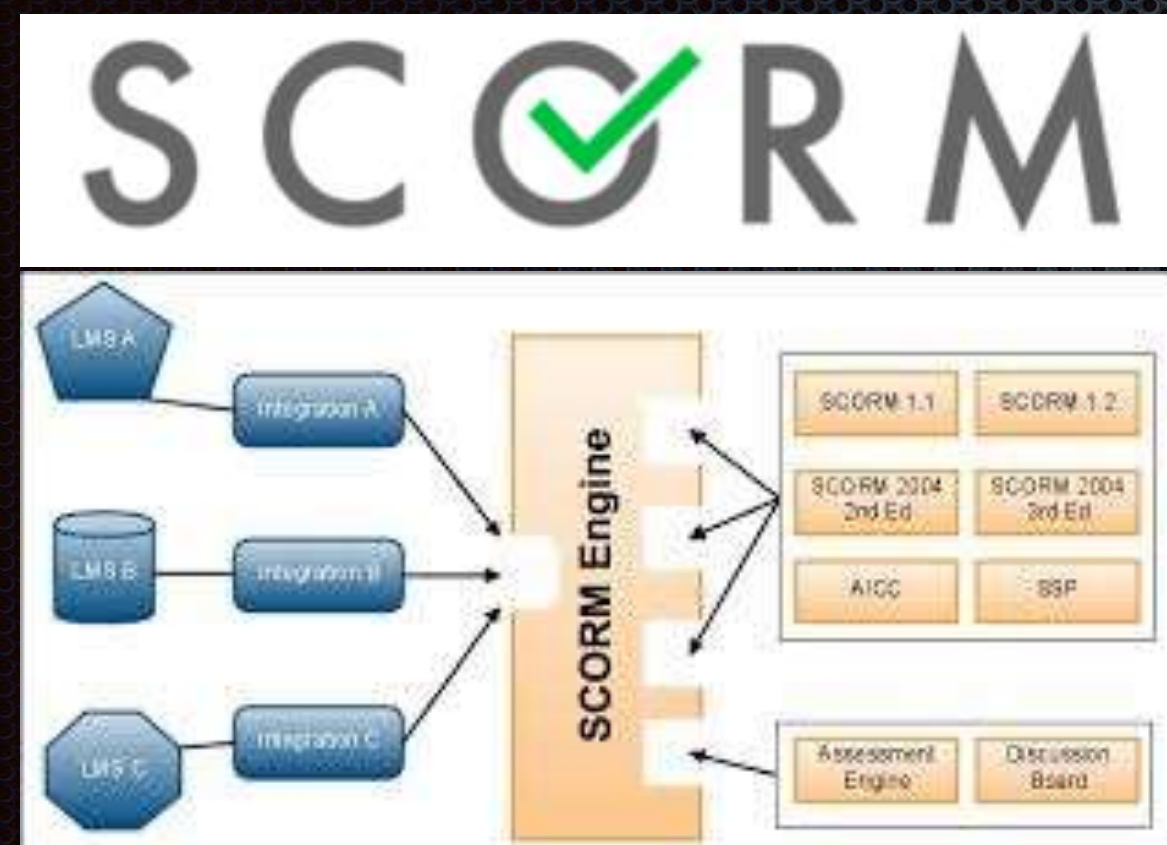 SCORM
LMS A
Integration A
LMS B
Integration B
LMS C
Integration C
SCORM Engine
SCORM 1.1
SCORM 1.2
SCORM 2004
2nd Ed
SCORM 2004
3rd Ed
AICC
SSP
Assessment
Engine
Discussion
Board